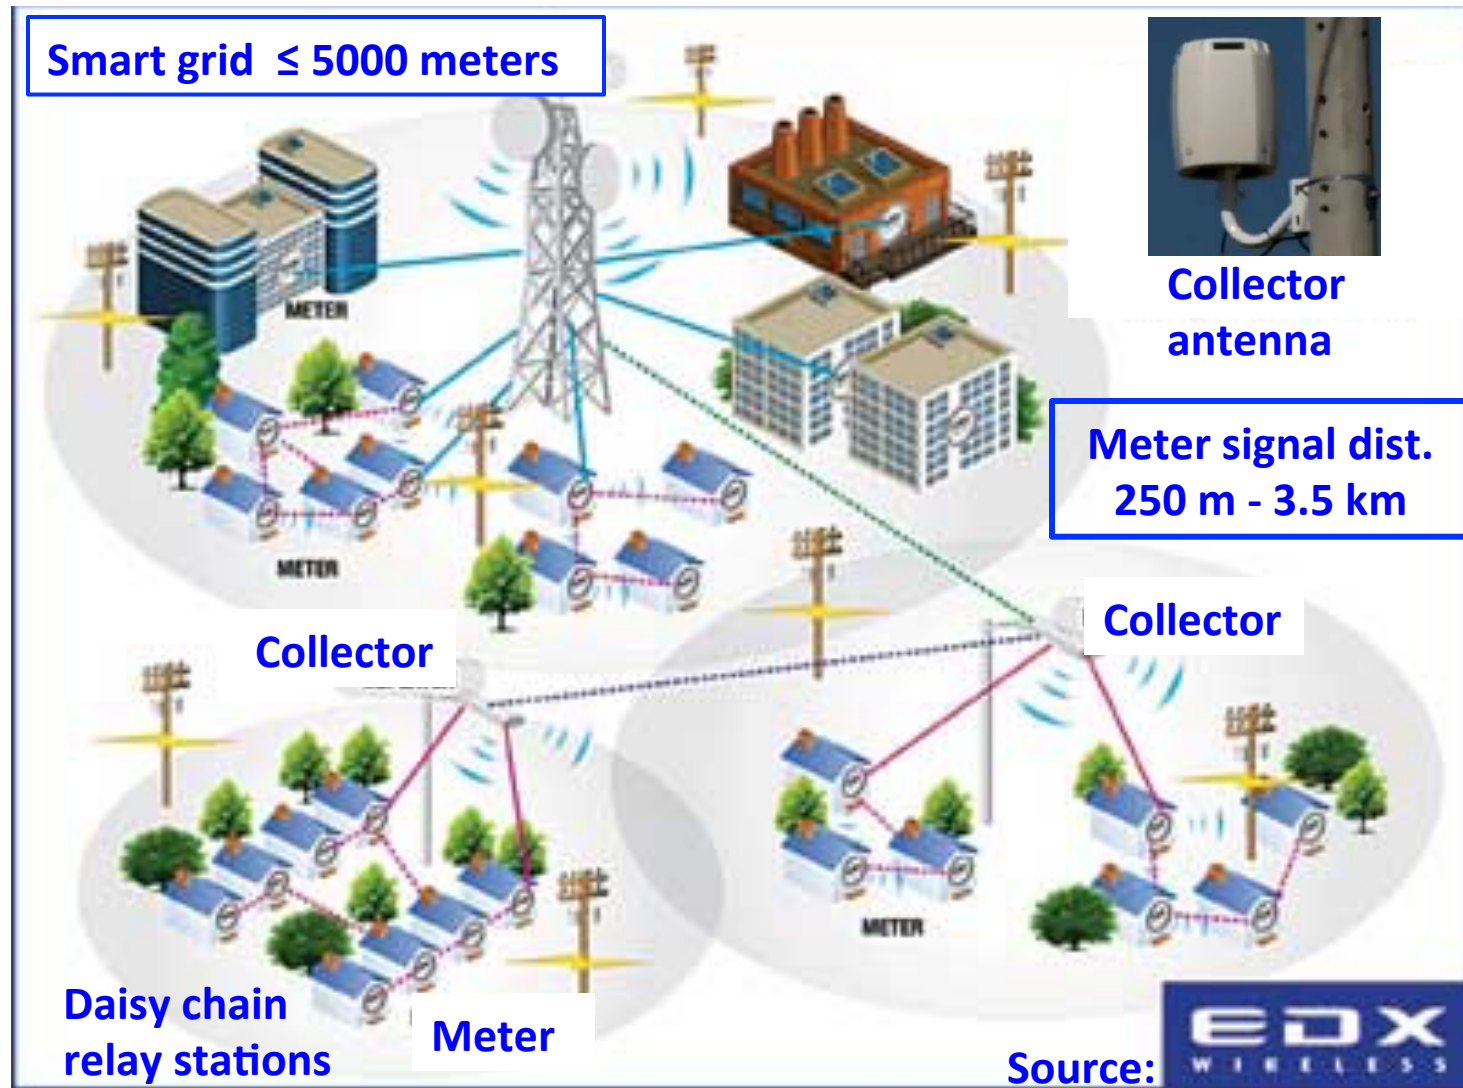 Smart grid  ≤ 5000 meters
Collector
antenna
METER
Meter signal dist.
250 m - 3.5 km
METER
Collector
Collector
METER
Daisy chain
relay stations
Meter
Source:
EDX
WIRELESS